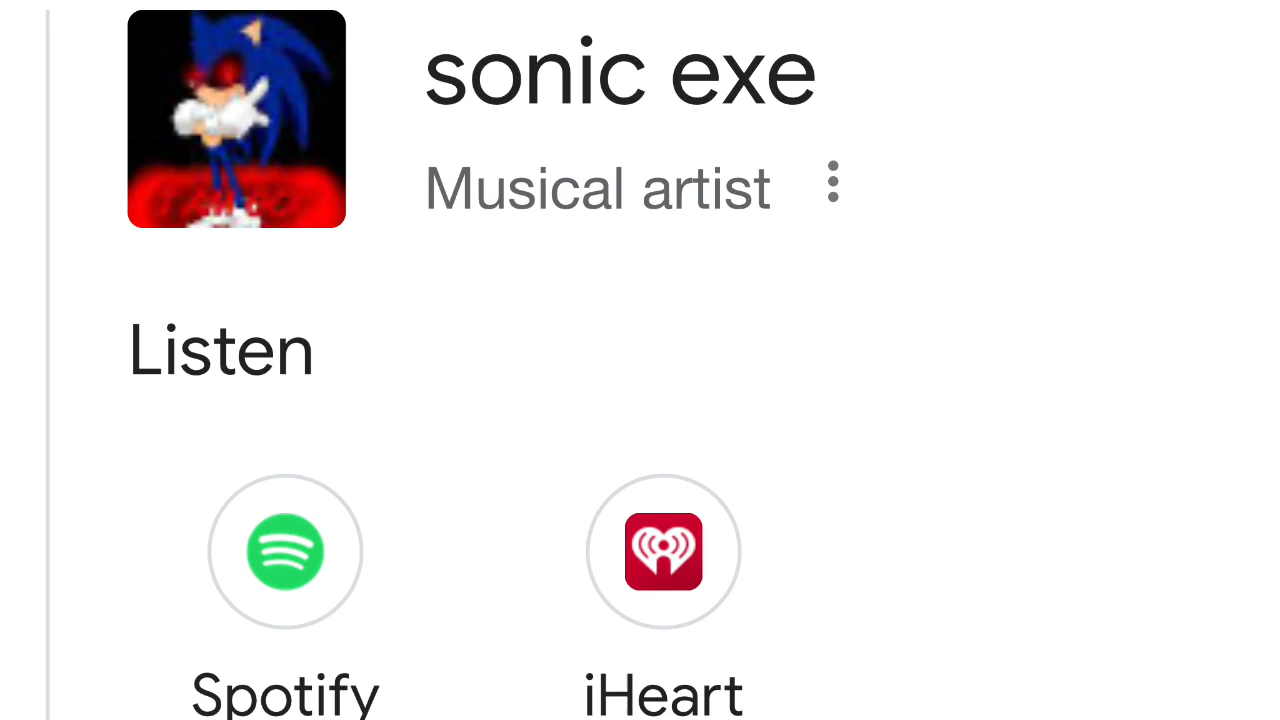 sonic exe
Musical artist
Listen
Spotify
iHeart